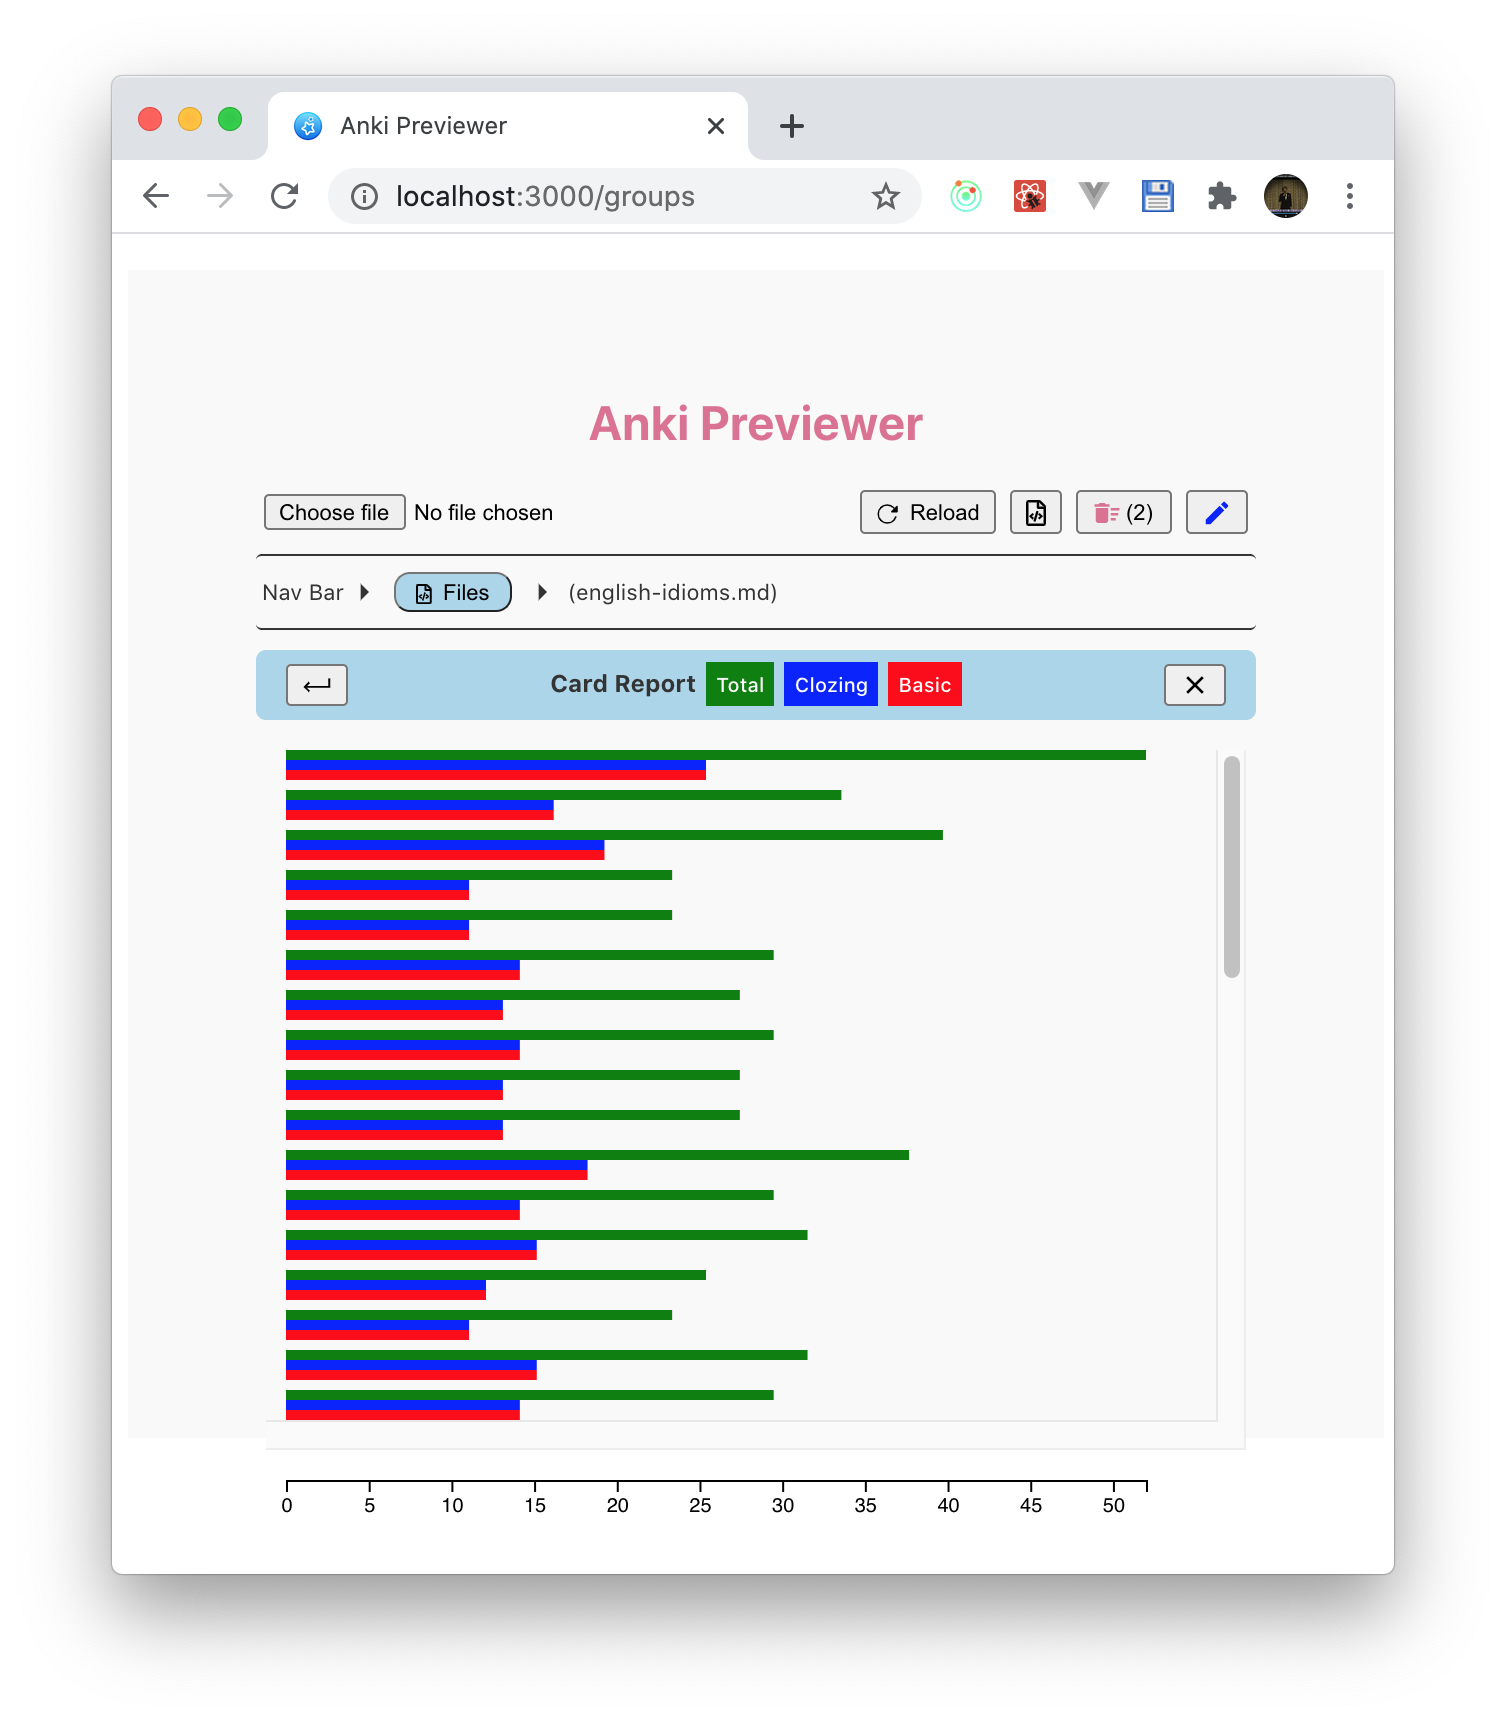 Anki Previewer
localhost:3000/groups
Anki Previewer
Choose file No file chosen Reload (2)
Nav Bar Files (english-idioms.md)
Card Report Total Clozing Basic
0 5 10 15 20 25 30 35 40 45 50